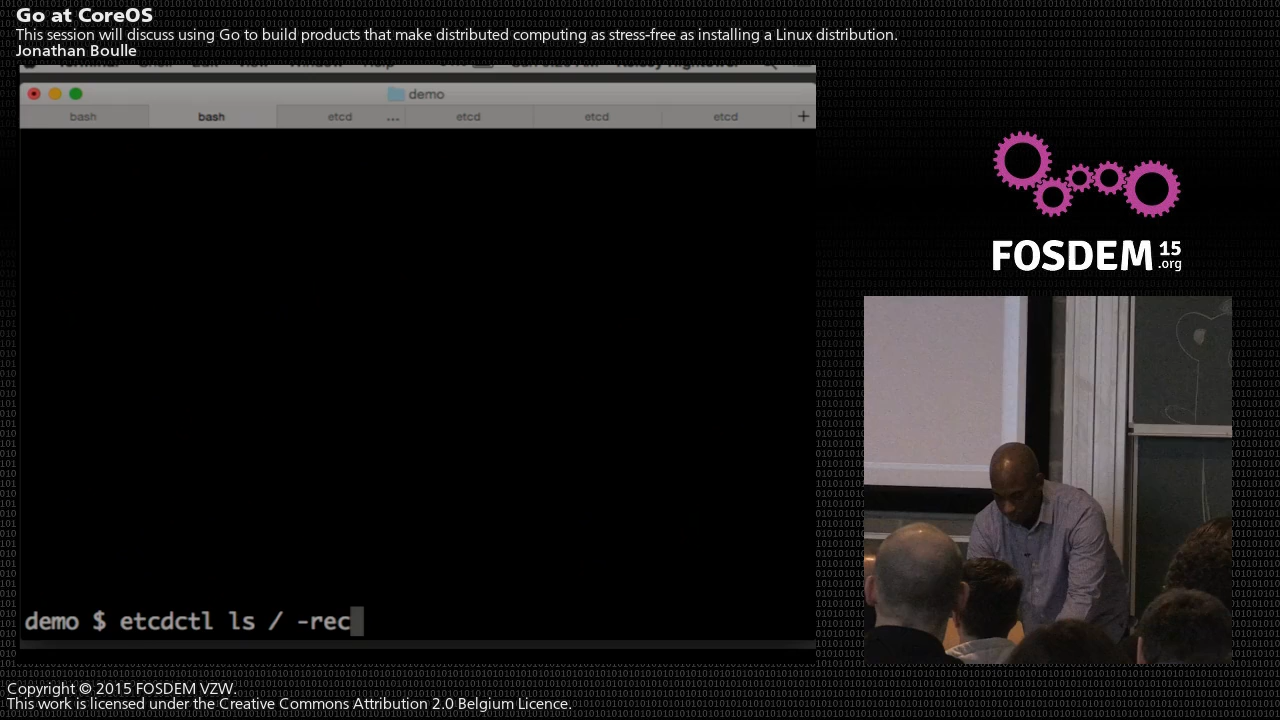 Go at CoreOS
This session will discuss using Go to build products that make distributed computing as stress-free as installing a Linux distribution.
Jonathan Boulle
demo
bash bash etcd ... etcd etcd etcd +
demo $ etcdctl ls / -rec
FOSDEM 15
.org
Copyright © 2015 FOSDEM VZW.
This work is licensed under the Creative Commons Attribution 2.0 Belgium Licence.